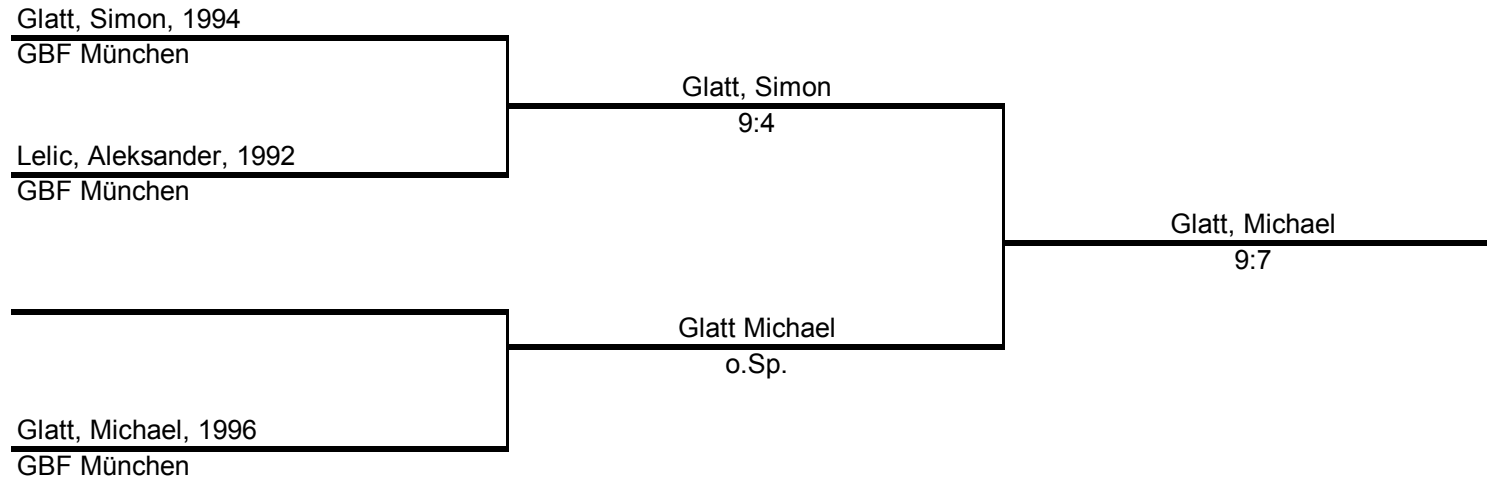 Glatt, Simon, 1994
GBF München
Glatt, Simon
9:4
Lelic, Aleksander, 1992
GBF München
Glatt, Michael
9:7
Glatt Michael
o.Sp.
Glatt, Michael, 1996
GBF München